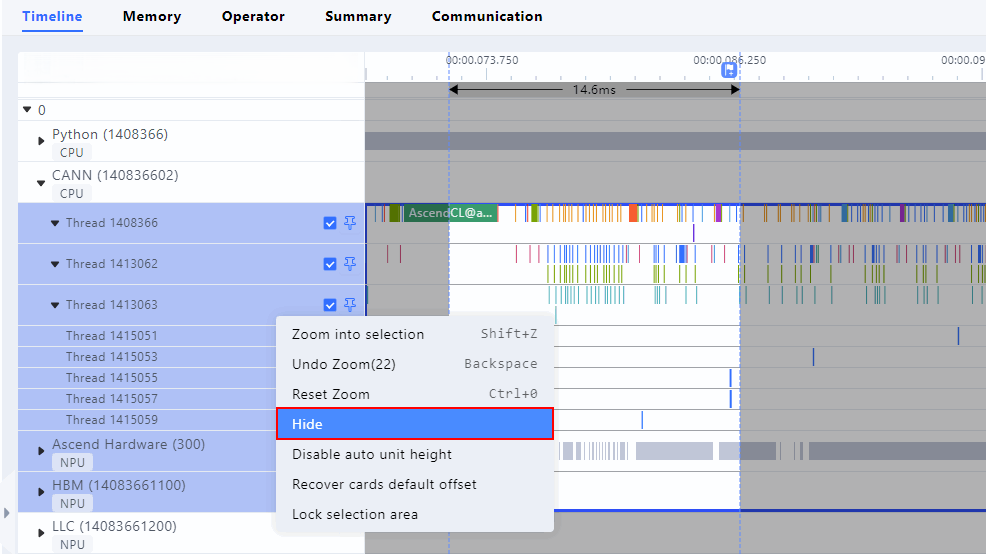 Timeline Memory Operator Summary Communication
00:00.073.750 00:00.086.250 00:00.09
14.6ms
0
Python (1408366)
CPU
CANN (140836602)
CPU
Thread 1408366 AscendCL@a...
Thread 1413062
Thread 1413063
Thread 1415051
Thread 1415053
Thread 1415055
Thread 1415057
Thread 1415059
Ascend Hardware (300)
NPU
HBM (14083661100)
NPU
LLC (14083661200)
NPU
Zoom into selection Shift+Z
Undo Zoom(22) Backspace
Reset Zoom Ctrl+0
Hide
Disable auto unit height
Recover cards default offset
Lock selection area